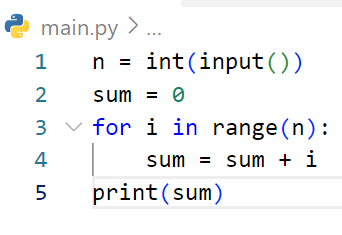 main.py > ...
1 n = int(input())
2 sum = 0
3 for i in range(n):
4     sum = sum + i
5 print(sum)